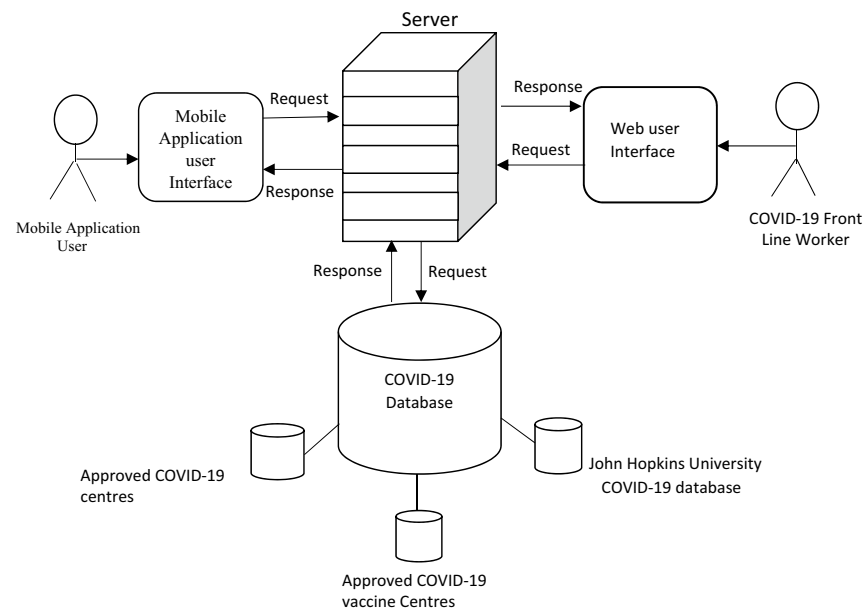 Server
Request
Response
Mobile
Application
user
Interface
Web user
Interface
Response
Request
Mobile Application
User
COVID-19 Front
Line Worker
Response
Request
COVID-19
Database
Approved COVID-19
centres
John Hopkins University
COVID-19 database
Approved COVID-19
vaccine Centres